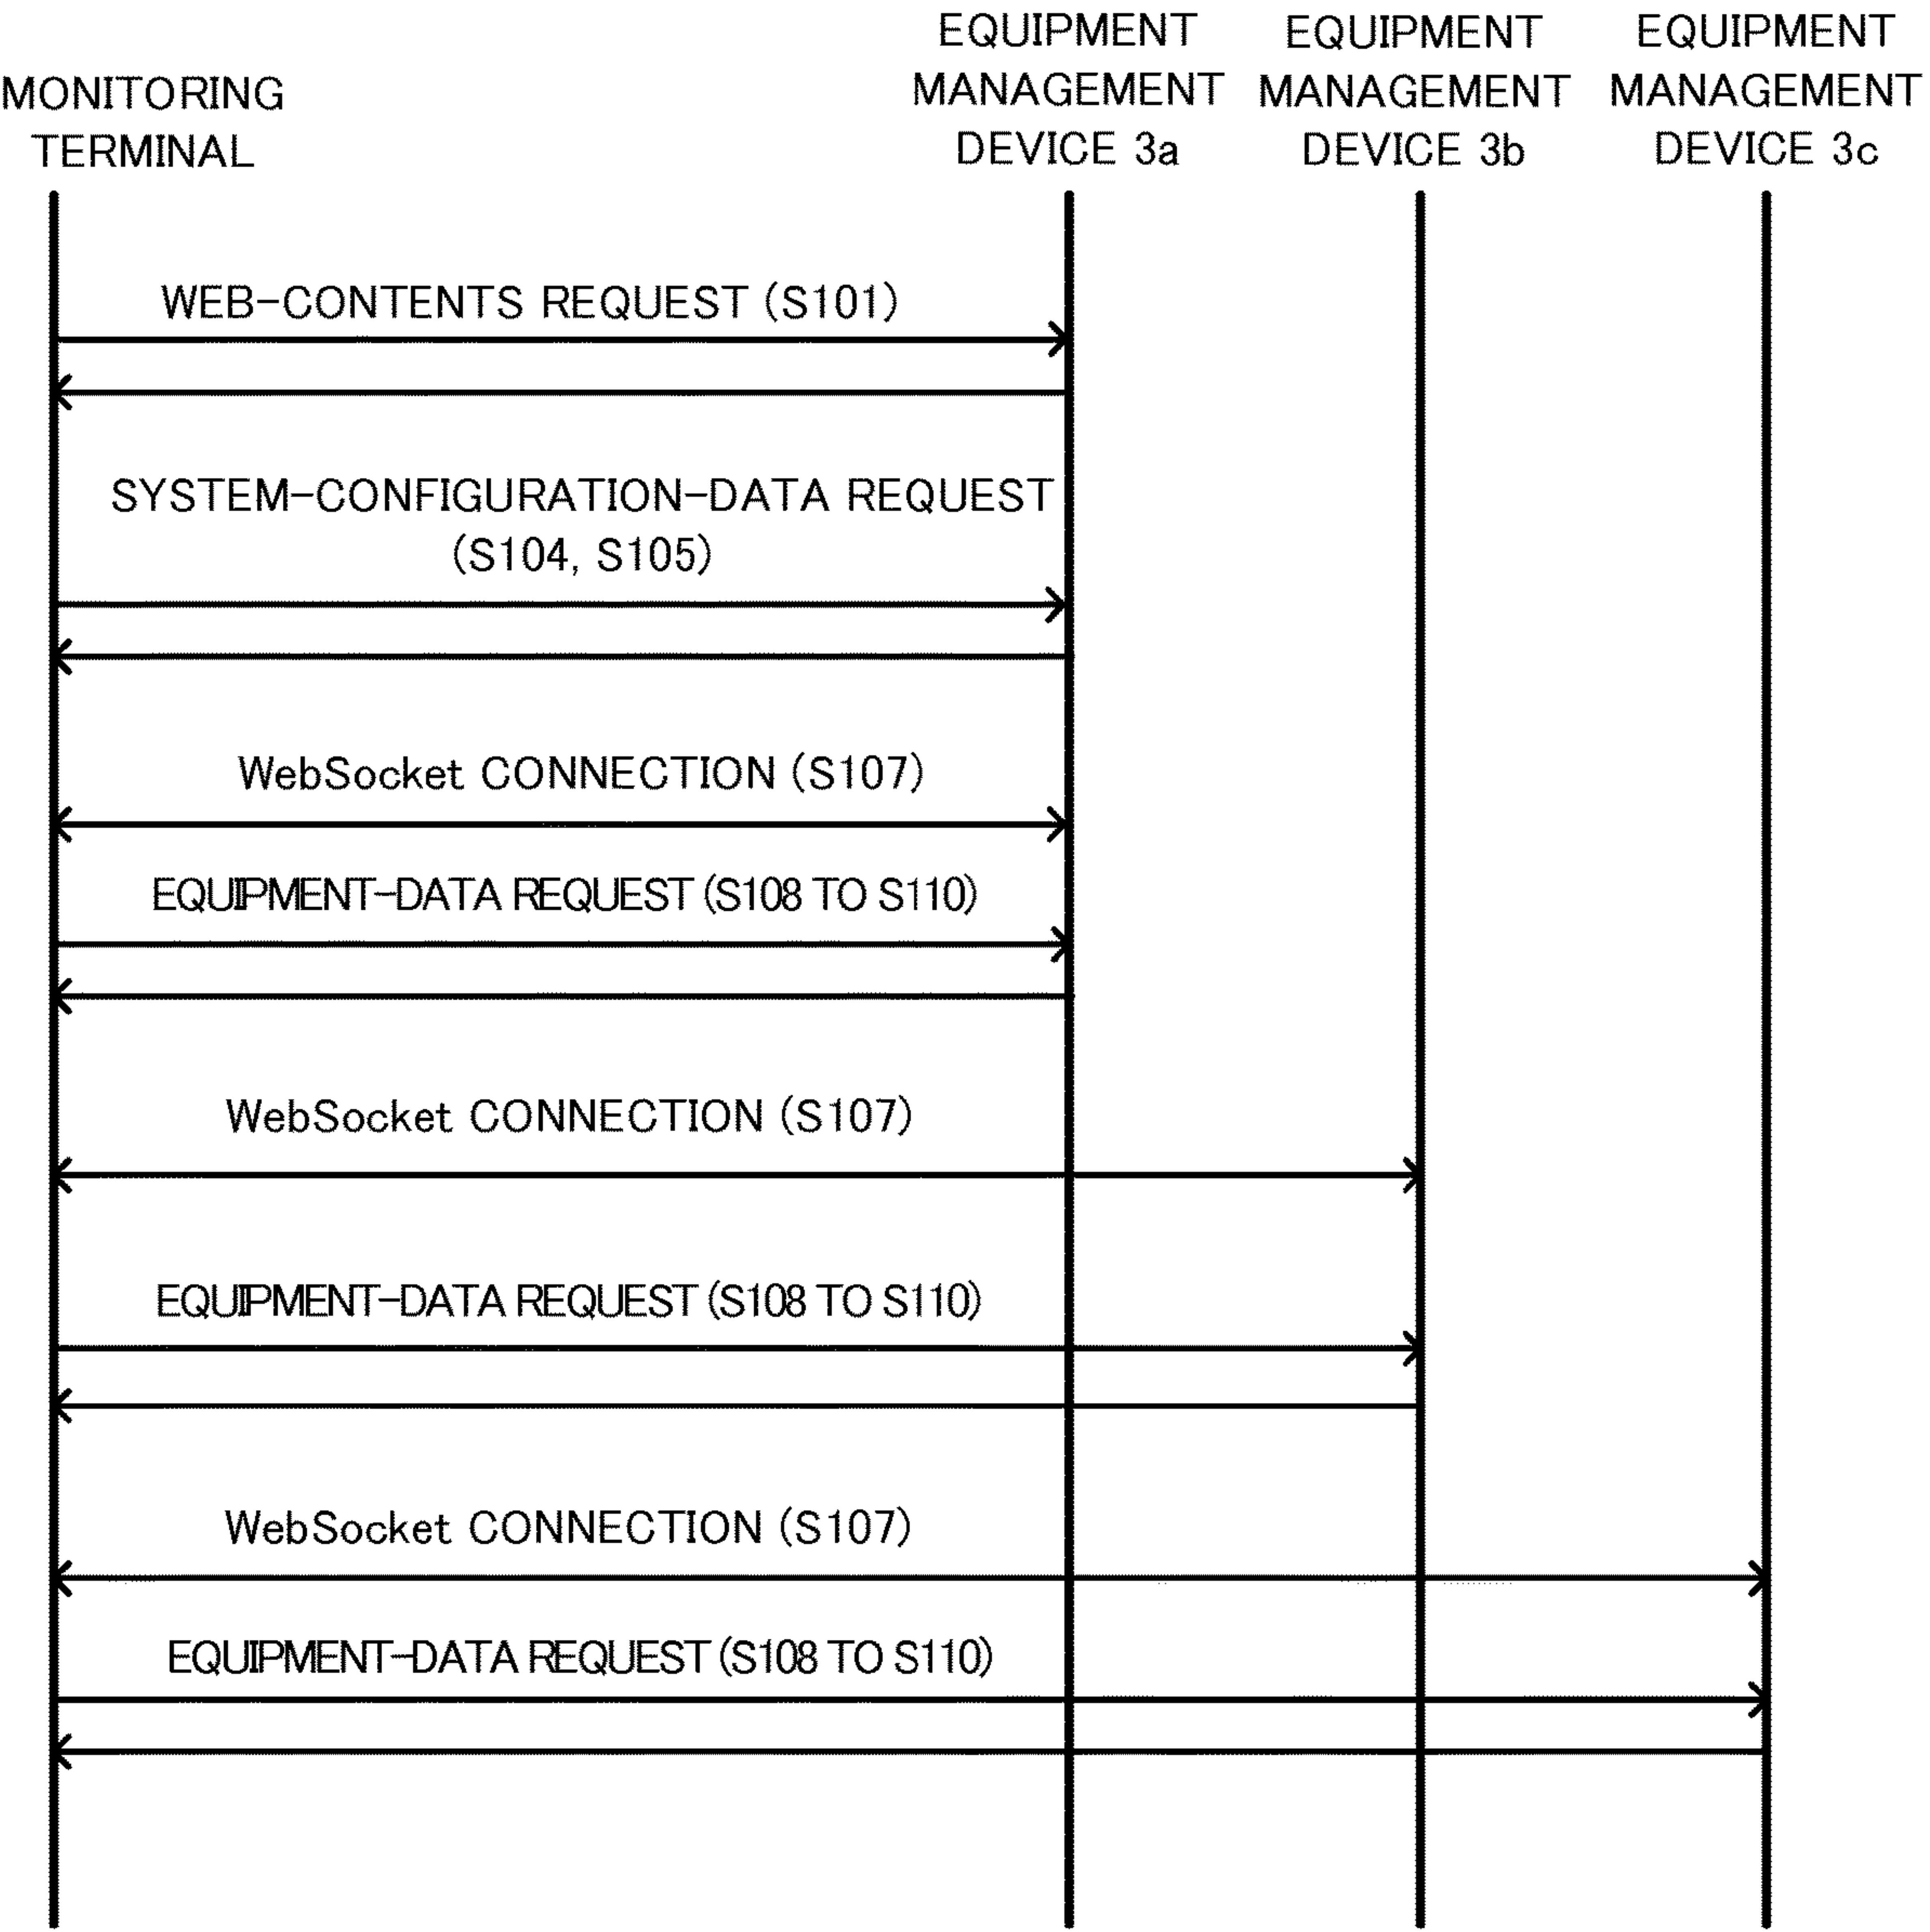 MONITORING
TERMINAL
EQUIPMENT
MANAGEMENT
DEVICE 3a
EQUIPMENT
MANAGEMENT
DEVICE 3b
EQUIPMENT
MANAGEMENT
DEVICE 3c
WEB-CONTENTS REQUEST (S101)
SYSTEM-CONFIGURATION-DATA REQUEST
(S104, S105)
WebSocket CONNECTION (S107)
EQUIPMENT-DATA REQUEST (S108 TO S110)
WebSocket CONNECTION (S107)
EQUIPMENT-DATA REQUEST (S108 TO S110)
WebSocket CONNECTION (S107)
EQUIPMENT-DATA REQUEST (S108 TO S110)